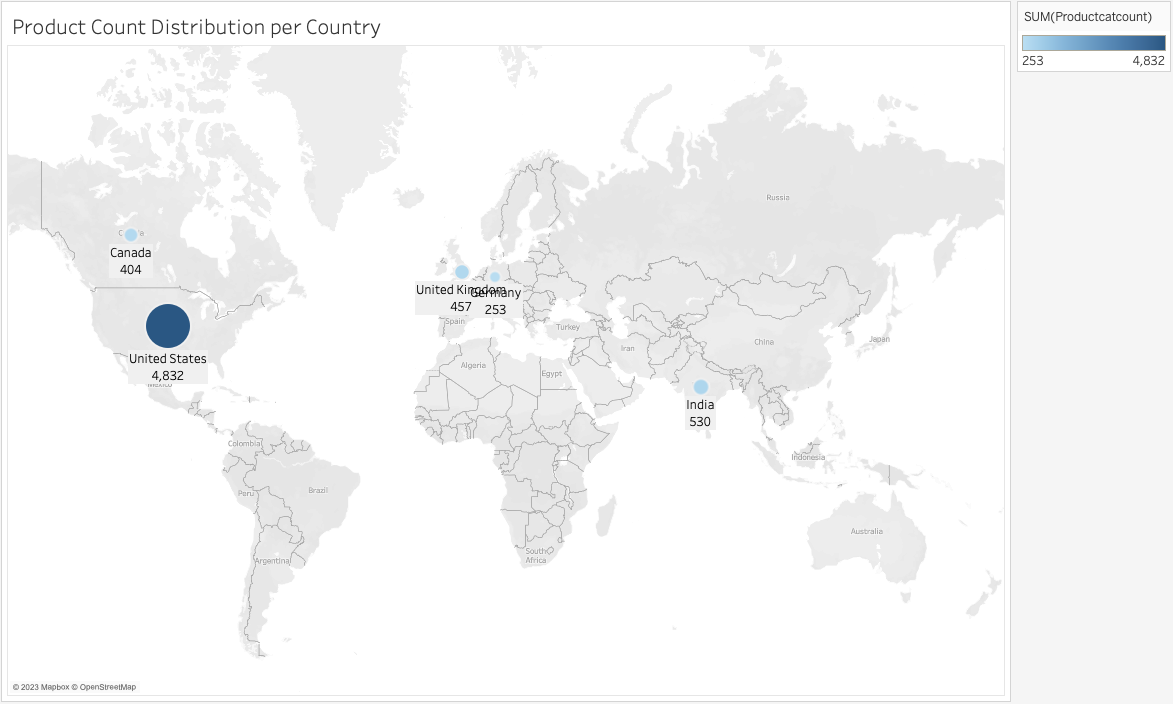 Product Count Distribution per Country
SUM(Productcatcount)
253 4,832
Russia
Canada
404
United Kingdom
457
Germany
253
Spain
Turkey
Iran
China
Japan
United States
4,832
Mexico
Algeria
Egypt
India
530
Colombia
Indonesia
Peru
Brazil
Australia
South
Africa
Argentina
© 2023 Mapbox © OpenStreetMap